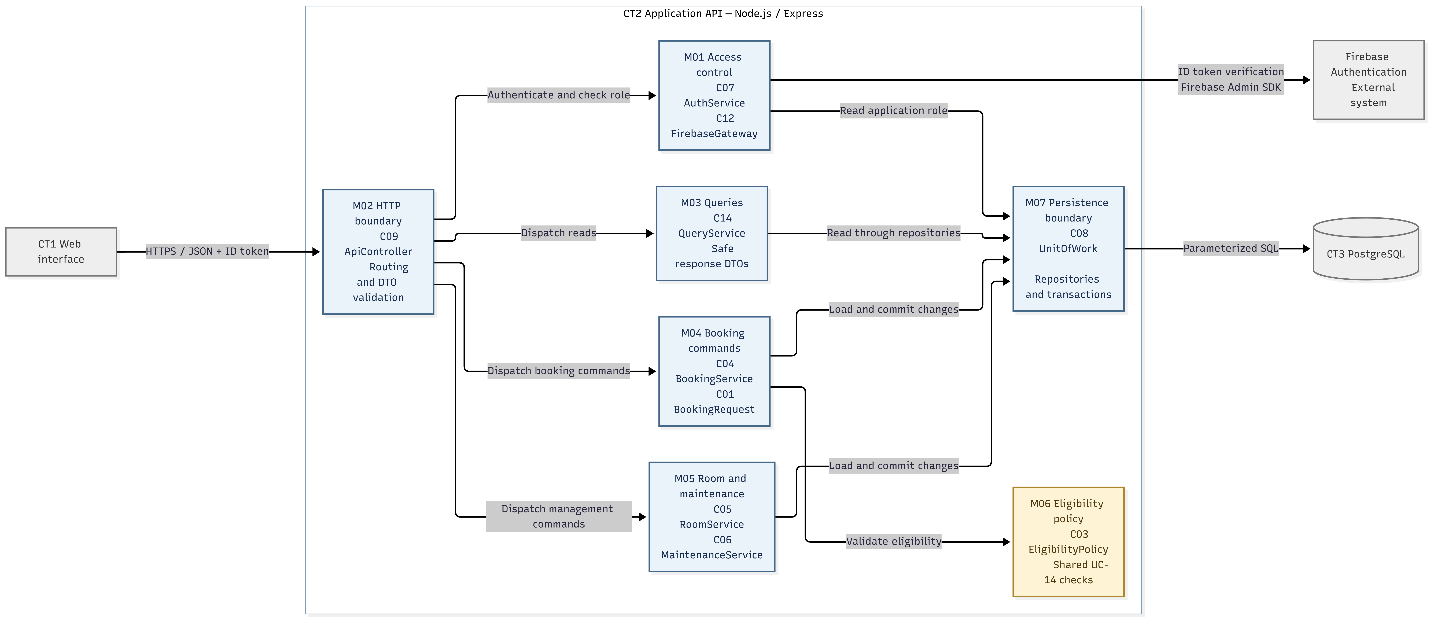 CT2 Application API – Node.js / Express
CT1 Web
interface
HTTPS / JSON + ID token
M02 HTTP
boundary
C09
ApiController
Routing
and DTO
validation
Authenticate and check role
Dispatch reads
Dispatch booking commands
Dispatch management
commands
M01 Access
control
C07
AuthService
C12
FirebaseGateway
M03 Queries
C14
QueryService
Safe
response DTOs
M04 Booking
commands
C04
BookingService
C01
BookingRequest
M05 Room and
maintenance
C05
RoomService
C06
MaintenanceService
Read application role
Read through repositories
Load and commit changes
Load and commit changes
Validate eligibility
M07 Persistence
boundary
C08
UnitOfWork
Repositories
and transactions
M06 Eligibility
policy
C03
EligibilityPolicy
Shared UC-
14 checks
ID token verification
Firebase Admin SDK
Parameterized SQL
Firebase
Authentication
External
system
CT3 PostgreSQL